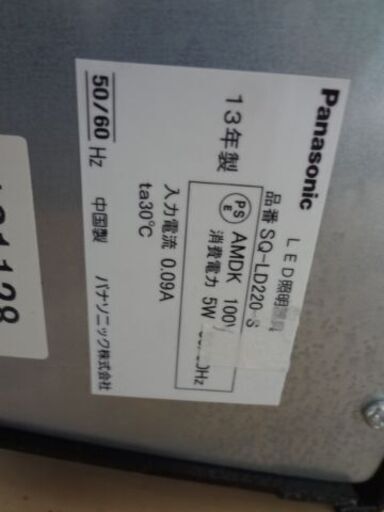 Panasonic
LED照明器具
品番 SQ-LD220-S
PS E AMDK 100V
消費電力 5W 0Hz
13年製
入力電流 0.09A
ta30℃
50/60 Hz
中国製 パナソニック株式会社